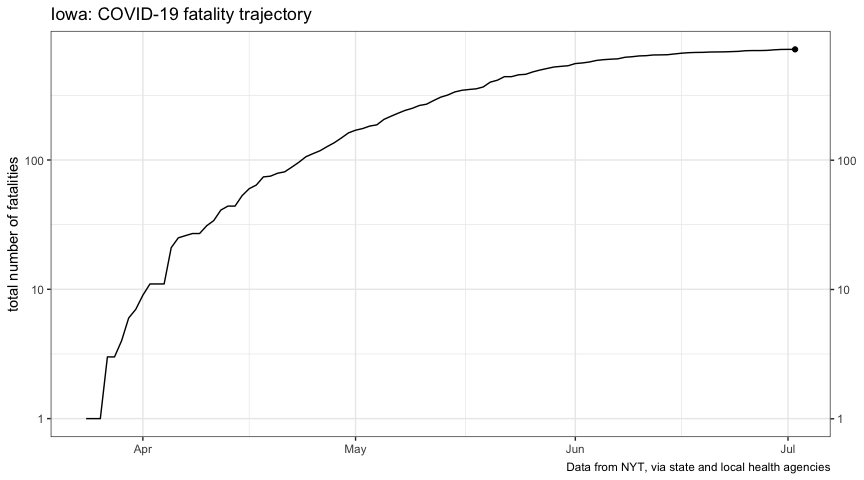 Iowa: COVID-19 fatality trajectory
total number of fatalities
100
100
10
10
1
1
Apr
May
Jun
Jul
Data from NYT, via state and local health agencies